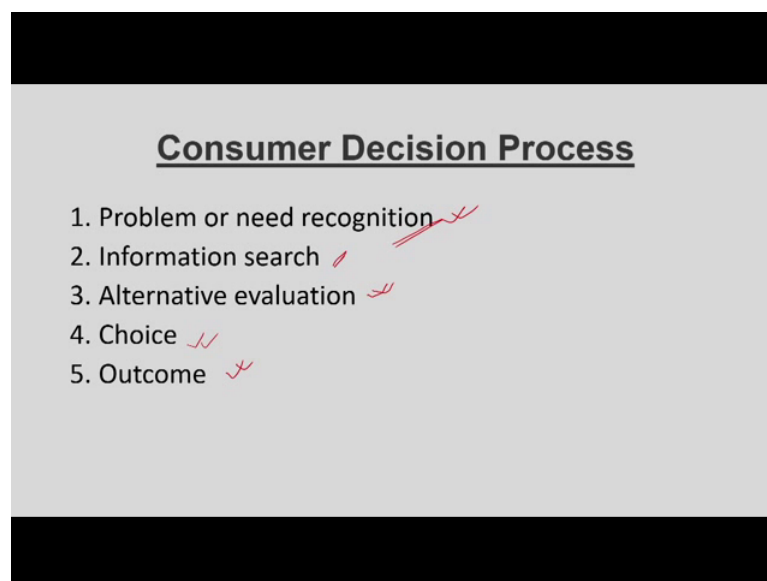 Consumer Decision Process
1. Problem or need recognition
2. Information search
3. Alternative evaluation
4. Choice
5. Outcome